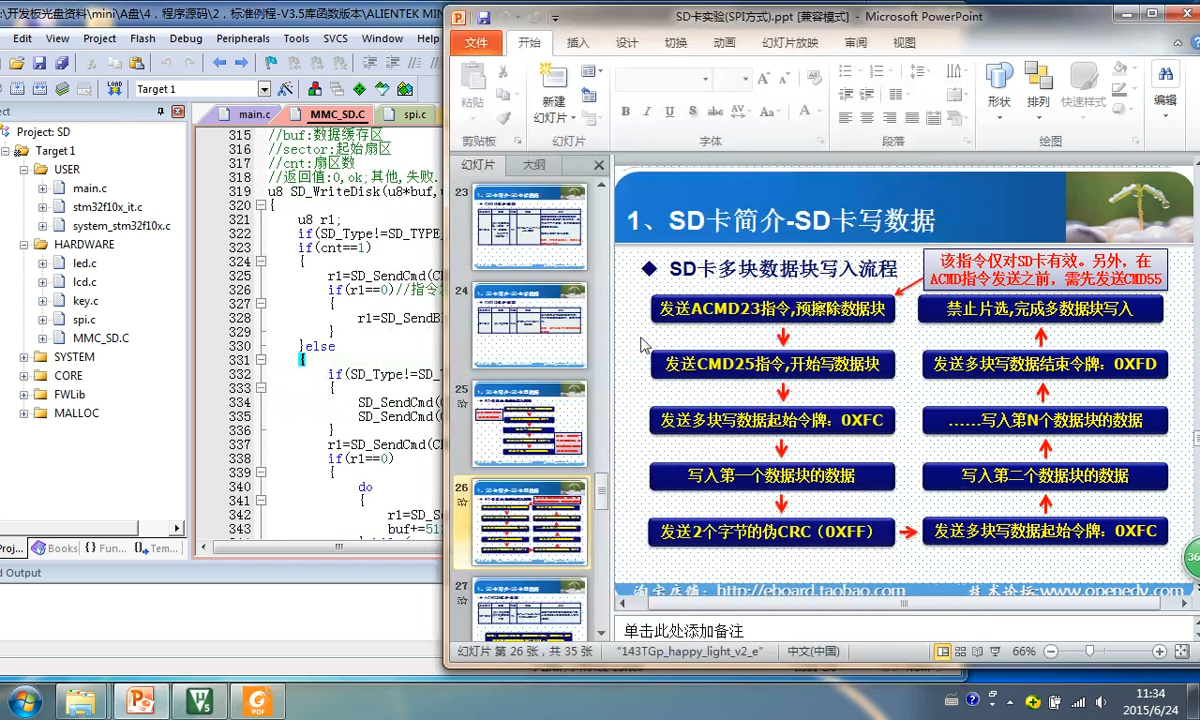 :\开发板光盘资料\mini\A盘\4，程序源码\2，标准例程-V3.5库函数版本\ALIENTEK MIN
Edit View Project Flash Debug Peripherals Tools SVCS Window Help
Target 1
ect
Project: SD
Target 1
USER
main.c
stm32f10x_it.c
system_stm32f10x.c
HARDWARE
led.c
lcd.c
key.c
spi.c
MMC_SD.C
SYSTEM
CORE
FWLib
MALLOC
Proj... Books Fun... Tem...
d Output
main.c MMC_SD.C spi.c
315 //buf:数据缓存区
316 //sector:起始扇区
317 //cnt:扇区数
318 //返回值:0,ok;其他,失败.
319 u8 SD_WriteDisk(u8*buf,u
320 {
321 u8 r1;
322 if(SD_Type!=SD_TYPE_
323 if(cnt==1)
324 {
325 r1=SD_SendCmd(C
326 if(r1==0)//指令
327 {
328 r1=SD_SendB
329 }
330 }else
331 {
332 if(SD_Type!=SD_
333 {
334 SD_SendCmd(
335 SD_SendCmd(
336 }
337 r1=SD_SendCmd(C
338 if(r1==0)
339 {
340 do
341 {
342 r1=SD_S
343 buf+=51
SD卡实验(SPI方式).ppt [兼容模式] - Microsoft PowerPoint
文件 开始 插入 设计 切换 动画 幻灯片放映 审阅 视图
粘贴 新建 幻灯片 形状 排列 快速样式 编辑
B I U S abc AV Aa A
剪贴板 幻灯片 字体 段落 绘图
幻灯片 大纲
23
24
25
26
27
1、SD卡简介-SD卡写数据
SD卡多块数据块写入流程
该指令仅对SD卡有效。另外，在
ACMD指令发送之前，需先发送CMD55
发送ACMD23指令,预擦除数据块
发送CMD25指令,开始写数据块
发送多块写数据起始令牌：0XFC
写入第一个数据块的数据
发送2个字节的伪CRC（0XFF）
禁止片选,完成多数据块写入
发送多块写数据结束令牌：0XFD
……写入第N个数据块的数据
写入第二个数据块的数据
发送多块写数据起始令牌：0XFC
淘宝店铺：http://eboard.taobao.com 技术论坛:www.openedv.com
36
单击此处添加备注
幻灯片 第 26 张，共 35 张 "143TGp_happy_light_v2_e" 中文(中国) 66%
11:34
2015/6/24